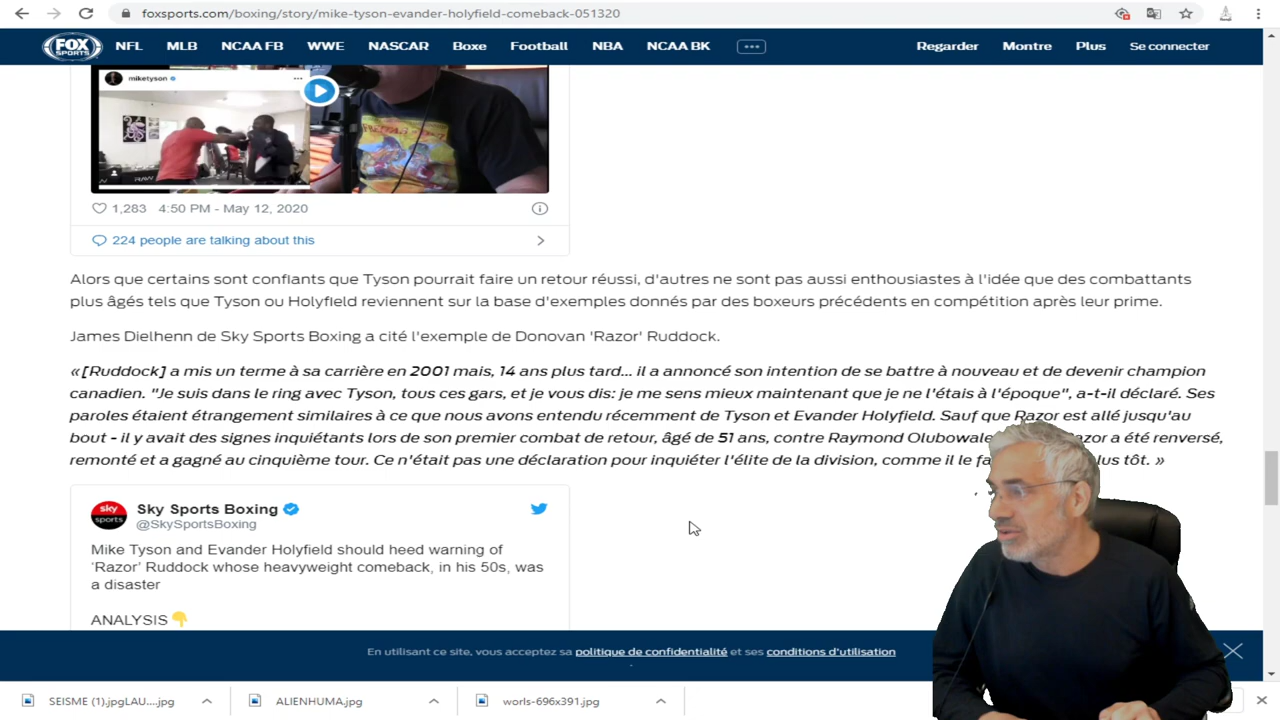 foxsports.com/boxing/story/mike-tyson-evander-holyfield-comeback-051320
FOX SPORTS NFL MLB NCAA FB WWE NASCAR Boxe Football NBA NCAA BK Regarder Montre Plus Se connecter
miketyson
RAW
1,283 4:50 PM - May 12, 2020
224 people are talking about this
Alors que certains sont confiants que Tyson pourrait faire un retour réussi, d'autres ne sont pas aussi enthousiastes à l'idée que des combattants
plus âgés tels que Tyson ou Holyfield reviennent sur la base d'exemples donnés par des boxeurs précédents en compétition après leur prime.
James Dielhenn de Sky Sports Boxing a cité l'exemple de Donovan 'Razor' Ruddock.
« [Ruddock] a mis un terme à sa carrière en 2001 mais, 14 ans plus tard... il a annoncé son intention de se battre à nouveau et de devenir champion
canadien. "Je suis dans le ring avec Tyson, tous ces gars, et je vous dis: je me sens mieux maintenant que je ne l'étais à l'époque", a-t-il déclaré. Ses
paroles étaient étrangement similaires à ce que nous avons entendu récemment de Tyson et Evander Holyfield. Sauf que Razor est allé jusqu'au
bout - il y avait des signes inquiétants lors de son premier combat de retour, âgé de 51 ans, contre Raymond Olubowale azor a été renversé,
remonté et a gagné au cinquième tour. Ce n'était pas une déclaration pour inquiéter l'élite de la division, comme il le fa lus tôt. »
sky sports
Sky Sports Boxing
@SkySportsBoxing
Mike Tyson and Evander Holyfield should heed warning of
'Razor' Ruddock whose heavyweight comeback, in his 50s, was
a disaster
ANALYSIS
En utilisant ce site, vous acceptez sa politique de confidentialité et ses conditions d'utilisation
.
SEISME (1).jpgLAU....jpg ALIENHUMA.jpg worls-696x391.jpg